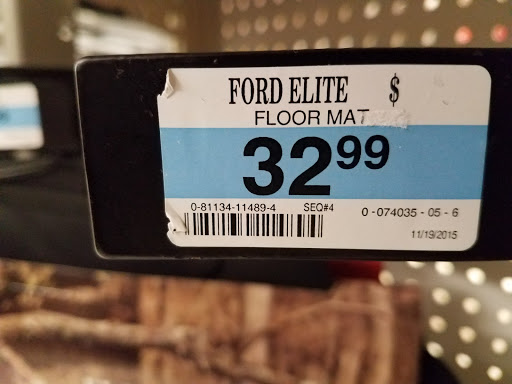 FORD ELITE $
FLOOR MAT
32 99
0-81134-11489-4 SEQ#4 0-074035-05-6
11/19/2015